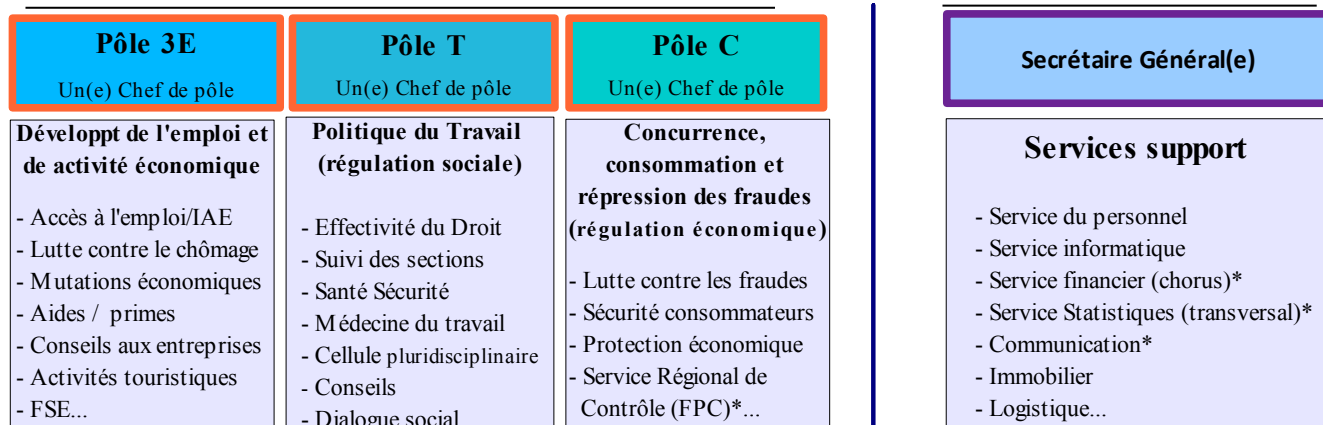 Pôle 3E
Un(e) Chef de pôle
Développt de l'emploi et
de activité économique
- Accès à l'emploi/IAE
- Lutte contre le chômage
- Mutations économiques
- Aides / primes
- Conseils aux entreprises
- Activités touristiques
- FSE...
Pôle T
Un(e) Chef de pôle
Politique du Travail
(régulation sociale)
- Effectivité du Droit
- Suivi des sections
- Santé Sécurité
- Médecine du travail
- Cellule pluridisciplinaire
- Conseils
- Dialogue social
Pôle C
Un(e) Chef de pôle
Concurrence,
consommation et
répression des fraudes
(régulation économique)
- Lutte contre les fraudes
- Sécurité consommateurs
- Protection économique
- Service Régional de
Contrôle (FPC)*...
Secrétaire Général(e)
Services support
- Service du personnel
- Service informatique
- Service financier (chorus)*
- Service Statistiques (transversal)*
- Communication*
- Immobilier
- Logistique...